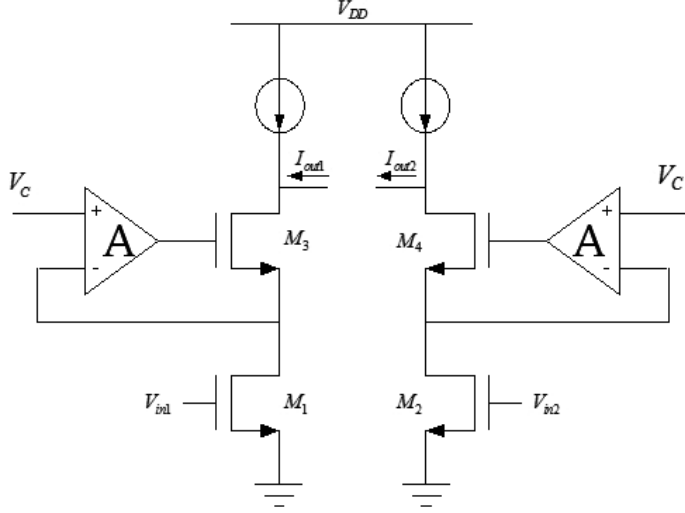 V_DD
I_out1 I_out2
V_C V_C
+ +
A M_3 M_4 A
- -
V_in1 M_1 M_2 V_in2